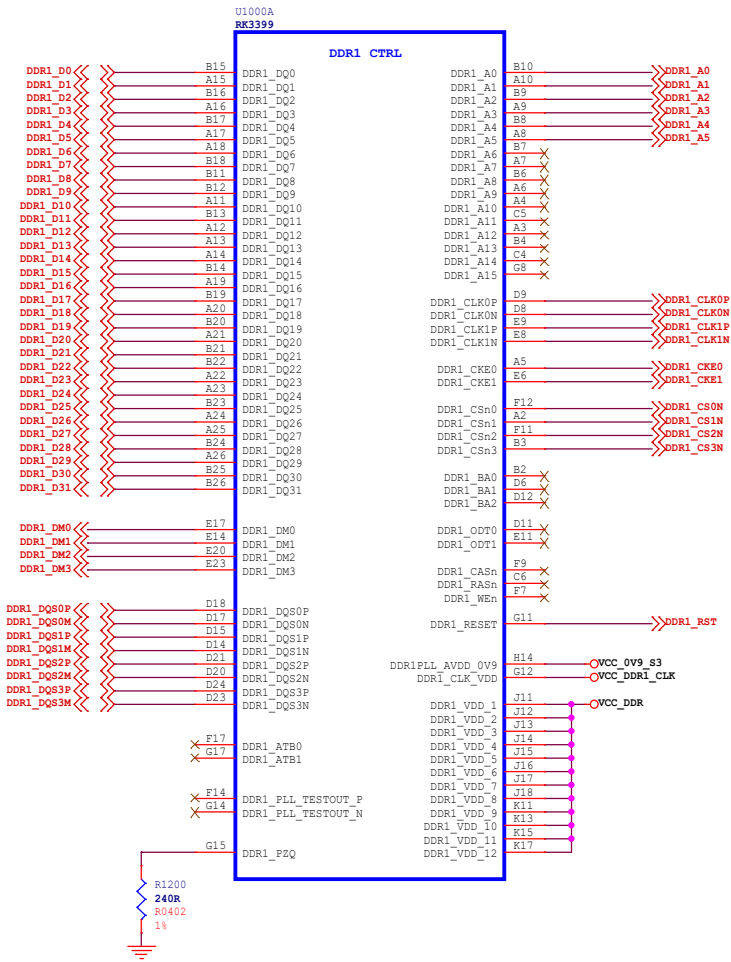 U1000A
RK3399
DDR1 CTRL
DDR1_D0 B15 DDR1_DQ0
DDR1_D1 A15 DDR1_DQ1
DDR1_D2 B16 DDR1_DQ2
DDR1_D3 A16 DDR1_DQ3
DDR1_D4 B17 DDR1_DQ4
DDR1_D5 A17 DDR1_DQ5
DDR1_D6 A18 DDR1_DQ6
DDR1_D7 B18 DDR1_DQ7
DDR1_D8 B11 DDR1_DQ8
DDR1_D9 B12 DDR1_DQ9
DDR1_D10 A11 DDR1_DQ10
DDR1_D11 B13 DDR1_DQ11
DDR1_D12 A12 DDR1_DQ12
DDR1_D13 A13 DDR1_DQ13
DDR1_D14 A14 DDR1_DQ14
DDR1_D15 B14 DDR1_DQ15
DDR1_D16 A19 DDR1_DQ16
DDR1_D17 B19 DDR1_DQ17
DDR1_D18 A20 DDR1_DQ18
DDR1_D19 B20 DDR1_DQ19
DDR1_D20 A21 DDR1_DQ20
DDR1_D21 B21 DDR1_DQ21
DDR1_D22 B22 DDR1_DQ22
DDR1_D23 A22 DDR1_DQ23
DDR1_D24 A23 DDR1_DQ24
DDR1_D25 B23 DDR1_DQ25
DDR1_D26 A24 DDR1_DQ26
DDR1_D27 A25 DDR1_DQ27
DDR1_D28 B24 DDR1_DQ28
DDR1_D29 A26 DDR1_DQ29
DDR1_D30 B25 DDR1_DQ30
DDR1_D31 B26 DDR1_DQ31
DDR1_DM0 E17 DDR1_DM0
DDR1_DM1 E14 DDR1_DM1
DDR1_DM2 E20 DDR1_DM2
DDR1_DM3 E23 DDR1_DM3
DDR1_DQS0P D18 DDR1_DQS0P
DDR1_DQS0M D17 DDR1_DQS0N
DDR1_DQS1P D15 DDR1_DQS1P
DDR1_DQS1M D14 DDR1_DQS1N
DDR1_DQS2P D21 DDR1_DQS2P
DDR1_DQS2M D20 DDR1_DQS2N
DDR1_DQS3P D24 DDR1_DQS3P
DDR1_DQS3M D23 DDR1_DQS3N
F17 DDR1_ATB0
G17 DDR1_ATB1
F14 DDR1_PLL_TESTOUT_P
G14 DDR1_PLL_TESTOUT_N
G15 DDR1_PZQ
R1200
240R
R0402
1%
DDR1_A0 B10 DDR1_A0
DDR1_A1 A10 DDR1_A1
DDR1_A2 B9 DDR1_A2
DDR1_A3 A9 DDR1_A3
DDR1_A4 B8 DDR1_A4
DDR1_A5 A8 DDR1_A5
DDR1_A6 B7
DDR1_A7 A7
DDR1_A8 B6
DDR1_A9 A6
DDR1_A10 A4
DDR1_A11 C5
DDR1_A12 A3
DDR1_A13 B4
DDR1_A14 C4
DDR1_A15 G8
DDR1_CLK0P D9 DDR1_CLK0P
DDR1_CLK0N D8 DDR1_CLK0N
DDR1_CLK1P E9 DDR1_CLK1P
DDR1_CLK1N E8 DDR1_CLK1N
DDR1_CKE0 A5 DDR1_CKE0
DDR1_CKE1 E6 DDR1_CKE1
DDR1_CSn0 F12 DDR1_CS0N
DDR1_CSn1 A2 DDR1_CS1N
DDR1_CSn2 F11 DDR1_CS2N
DDR1_CSn3 B3 DDR1_CS3N
DDR1_BA0 B2
DDR1_BA1 D6
DDR1_BA2 D12
DDR1_ODT0 D11
DDR1_ODT1 E11
DDR1_CASn F9
DDR1_RASn C6
DDR1_WEn F7
DDR1_RESET G11 DDR1_RST
DDR1PLL_AVDD_0V9 H14 VCC_0V9_S3
DDR1_CLK_VDD G12 VCC_DDR1_CLK
DDR1_VDD_1 J11 VCC_DDR
DDR1_VDD_2 J12
DDR1_VDD_3 J13
DDR1_VDD_4 J14
DDR1_VDD_5 J15
DDR1_VDD_6 J16
DDR1_VDD_7 J17
DDR1_VDD_8 J18
DDR1_VDD_9 K11
DDR1_VDD_10 K13
DDR1_VDD_11 K15
DDR1_VDD_12 K17